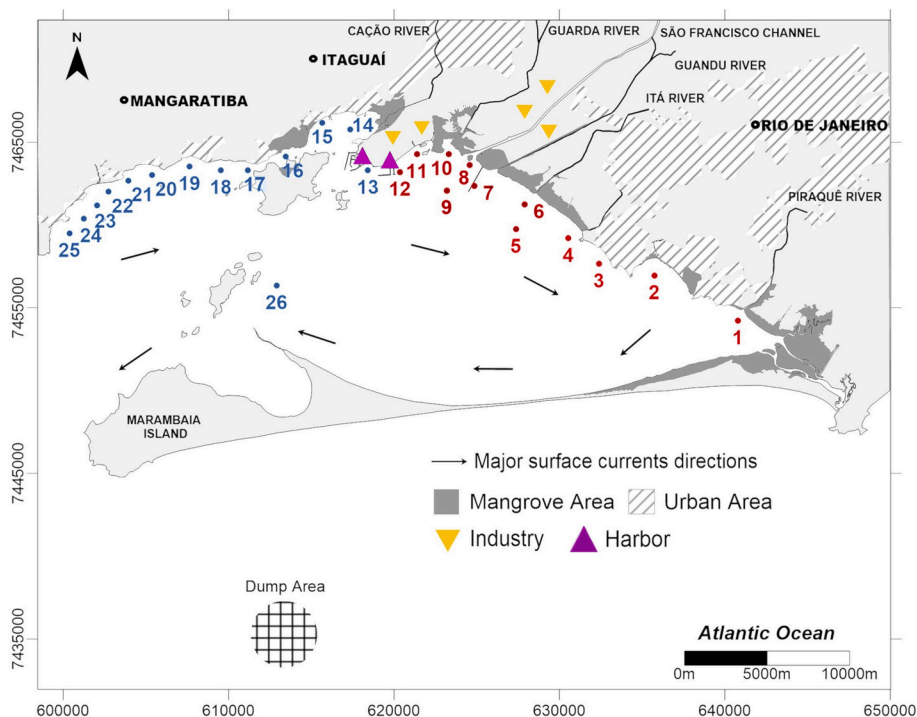 CAÇÃO RIVER
GUARDA RIVER
SÃO FRANCISCO CHANNEL
N
ITAGUAÍ
GUANDU RIVER
MANGARATIBA
ITÁ RIVER
RIO DE JANEIRO
15
14
16
13
12
11
10
9
8
7
6
5
4
3
2
1
17
18
19
20
21
22
23
24
25
26
PIRAQUÊ RIVER
MARAMBAIA
ISLAND
Major surface currents directions
Mangrove Area
Urban Area
Industry
Harbor
Dump Area
Atlantic Ocean
0m
5000m
10000m
7465000
7455000
7445000
7435000
600000
610000
620000
630000
640000
650000